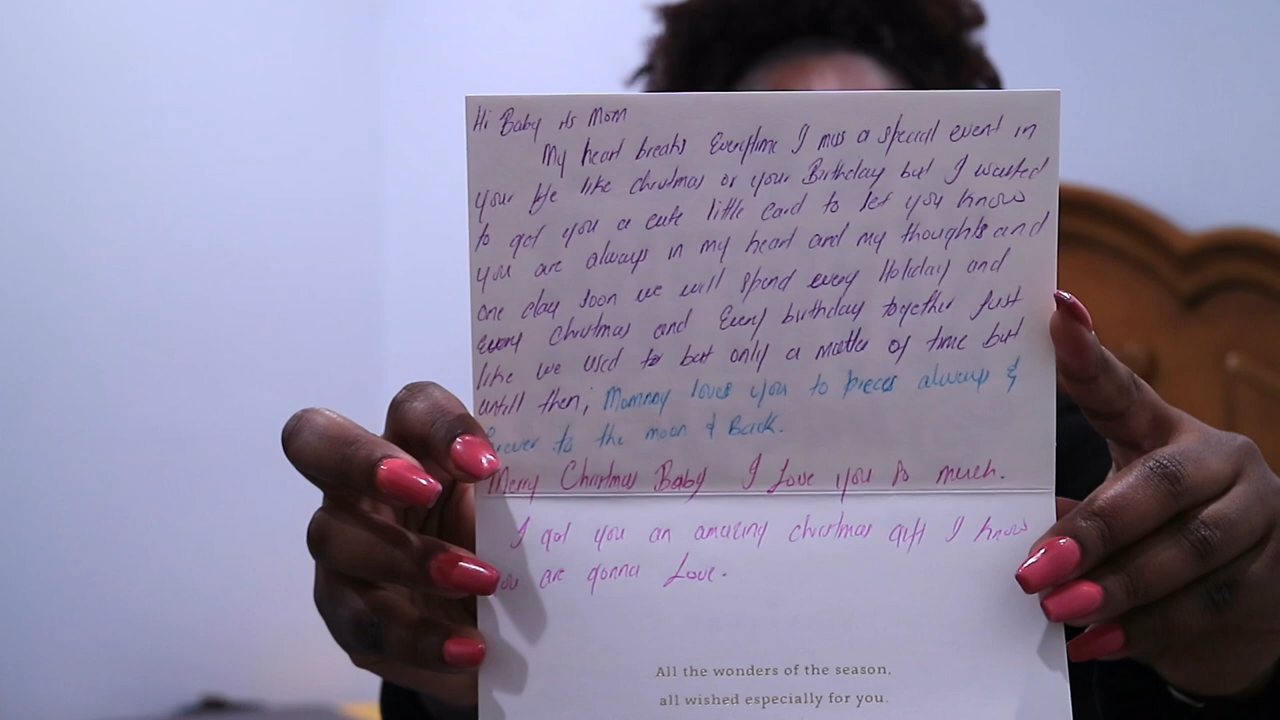 Hi Baby its Mom
My heart breaks Everytime I miss a special event in
your life like christmas or your Birthday but I wanted
to get you a cute little card to let you know
you are always in my heart and my thoughts and
one day soon we will spend every Holiday and
every christmas and Every birthday together just
like we used to but only a matter of time but
untill then; Mommy loves you to pieces always &
forever to the moon & Back.
Merry Christmas Baby I Love you so much.
I got you an amazing christmas gift I know
you are gonna Love.
All the wonders of the season,
all wished especially for you.